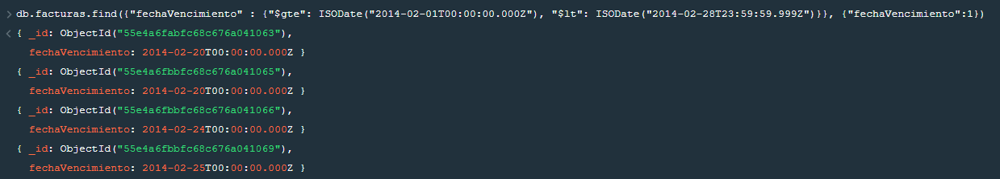 > db.facturas.find({"fechaVencimiento" : {"$gte": ISODate("2014-02-01T00:00:00.000Z"), "$lt": ISODate("2014-02-28T23:59:59.999Z")}}, {"fechaVencimiento":1})
< { _id: ObjectId("55e4a6fabfc68c676a041063"),
fechaVencimiento: 2014-02-20T00:00:00.000Z }
{ _id: ObjectId("55e4a6fbbfc68c676a041065"),
fechaVencimiento: 2014-02-20T00:00:00.000Z }
{ _id: ObjectId("55e4a6fbbfc68c676a041066"),
fechaVencimiento: 2014-02-24T00:00:00.000Z }
{ _id: ObjectId("55e4a6fbbfc68c676a041069"),
fechaVencimiento: 2014-02-25T00:00:00.000Z }